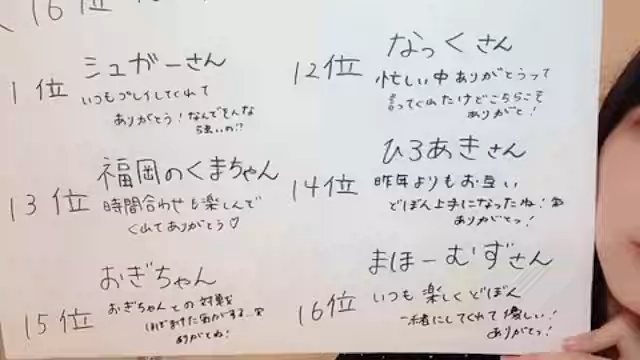 16位
11位 シュガーさん
いつもプレイしてくれて
ありがとう！なんでそんな
強いの!?
12位 なっくさん
忙しい中ありがとうって
言ってくれたけどこちらこそ
ありがと！
13位 福岡のくまちゃん
時間合わせも楽しんで
くれてありがとう♡
14位 ひろあきさん
昨年よりもお互い
どぼん上手になったね！
ありがとっ！
15位 おぎちゃん
おぎちゃんとの対戦を
ほぼ負けた気がする…
ありがとね！
16位 まほーむずさん
いつも楽しくどぼん
一緒にしてくれて優しい！
ありがとっ！